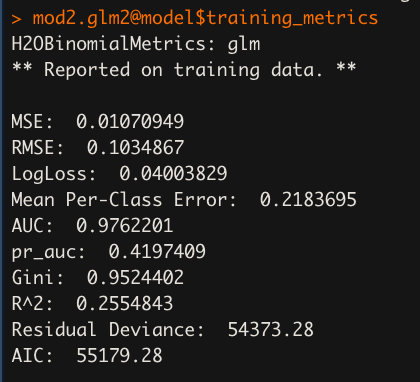 > mod2.glm2@model$training_metrics
H2OBinomialMetrics: glm
** Reported on training data. **
MSE:  0.01070949
RMSE:  0.1034867
LogLoss:  0.04003829
Mean Per-Class Error:  0.2183695
AUC:  0.9762201
pr_auc:  0.4197409
Gini:  0.9524402
R^2:  0.2554843
Residual Deviance:  54373.28
AIC:  55179.28